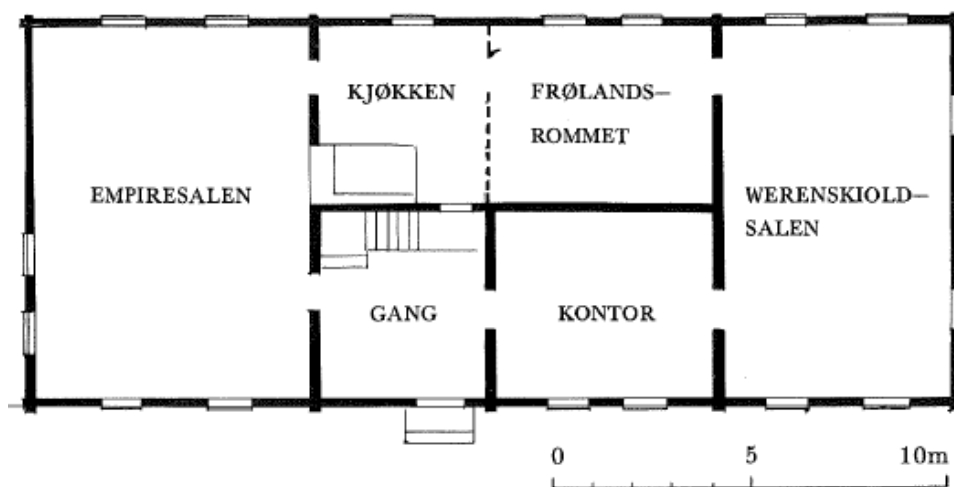 KJØKKEN
FRØLANDS—
ROMMET
EMPIRESALEN
WERENSKIOLD—
SALEN
GANG
KONTOR
0 5 10m